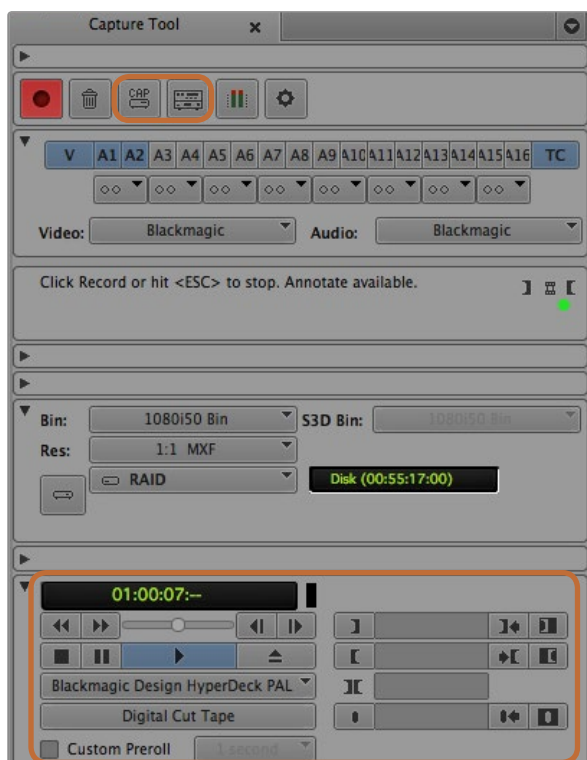 Capture Tool
CAP
V A1 A2 A3 A4 A5 A6 A7 A8 A9 A10 A11 A12 A13 A14 A15 A16 TC
Video: Blackmagic Audio: Blackmagic
Click Record or hit <ESC> to stop. Annotate available.
Bin: 1080i50 Bin S3D Bin: 1080i50 Bin
Res: 1:1 MXF
RAID Disk (00:55:17:00)
01:00:07:--
Blackmagic Design HyperDeck PAL
Digital Cut Tape
Custom Preroll 1 second